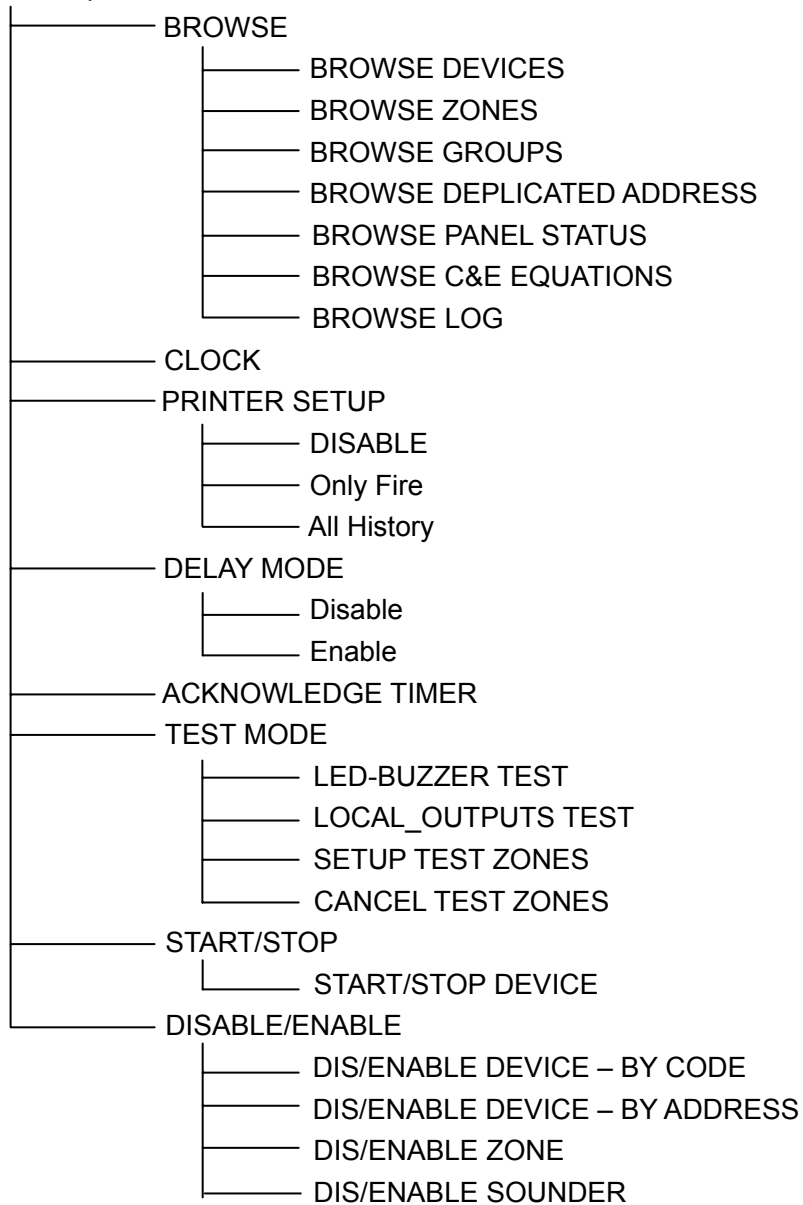 BROWSE
BROWSE DEVICES
BROWSE ZONES
BROWSE GROUPS
BROWSE DEPLICATED ADDRESS
BROWSE PANEL STATUS
BROWSE C&E EQUATIONS
BROWSE LOG
CLOCK
PRINTER SETUP
DISABLE
Only Fire
All History
DELAY MODE
Disable
Enable
ACKNOWLEDGE TIMER
TEST MODE
LED-BUZZER TEST
LOCAL_OUTPUTS TEST
SETUP TEST ZONES
CANCEL TEST ZONES
START/STOP
START/STOP DEVICE
DISABLE/ENABLE
DIS/ENABLE DEVICE – BY CODE
DIS/ENABLE DEVICE – BY ADDRESS
DIS/ENABLE ZONE
DIS/ENABLE SOUNDER